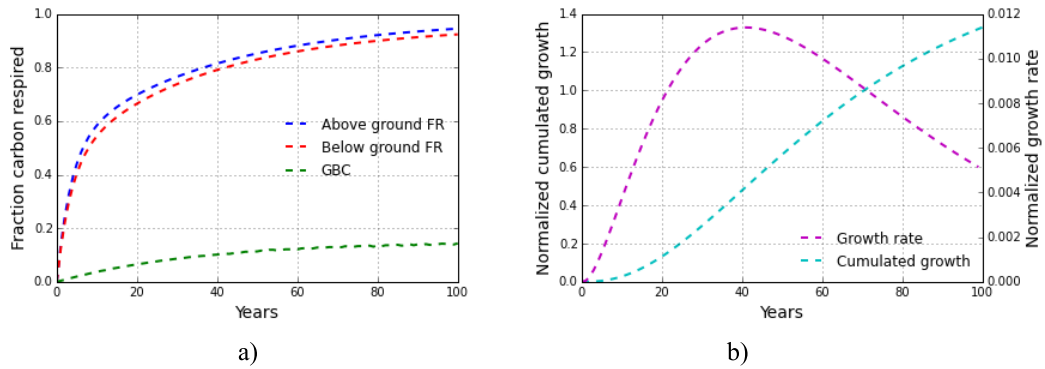 1.0
0.8
0.6
0.4
0.2
0.0
0 20 40 60 80 100
Fraction carbon respired
Years
Above ground FR
Below ground FR
GBC
a)
1.4
1.2
1.0
0.8
0.6
0.4
0.2
0.0
0 20 40 60 80 100
Normalized cumulated growth
Years
0.012
0.010
0.008
0.006
0.004
0.002
0.000
Normalized growth rate
Growth rate
Cumulated growth
b)